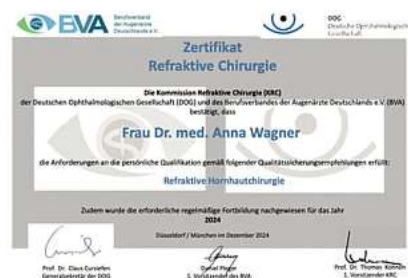 BVA
Berufsverband
der Augenärzte
Deutschlands e.V.
DOG
Deutsche Ophthalmologische
Gesellschaft
Zertifikat
Refraktive Chirurgie
Die Kommission Refraktive Chirurgie (KRC)
der Deutschen Ophthalmologischen Gesellschaft (DOG) und des Berufsverbandes der Augenärzte Deutschlands e.V. (BVA)
bestätigt, dass
Frau Dr. med. Anna Wagner
die Anforderungen an die persönliche Qualifikation gemäß folgender Qualitätssicherungsempfehlungen erfüllt:
Refraktive Hornhautchirurgie
Zudem wurde die erforderliche regelmäßige Fortbildung nachgewiesen für das Jahr
2024
Düsseldorf / München im Dezember 2024
Prof. Dr. Claus Cursiefen
Generalsekretär der DOG
Daniel Pleger
1. Vorsitzender des BVA
Prof. Dr. Thomas Kohnen
1. Vorsitzender KRC